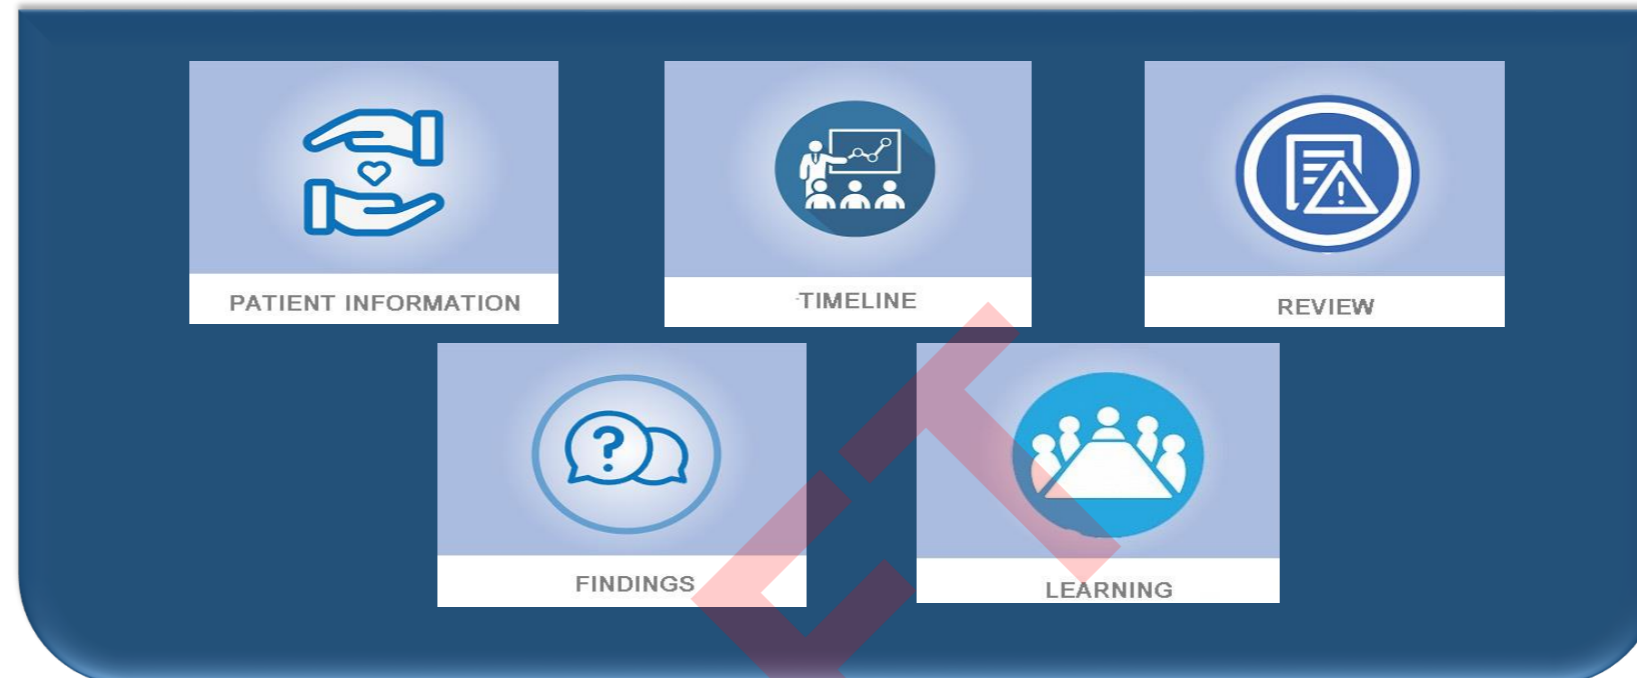 PATIENT INFORMATION
TIMELINE
REVIEW
FINDINGS
LEARNING